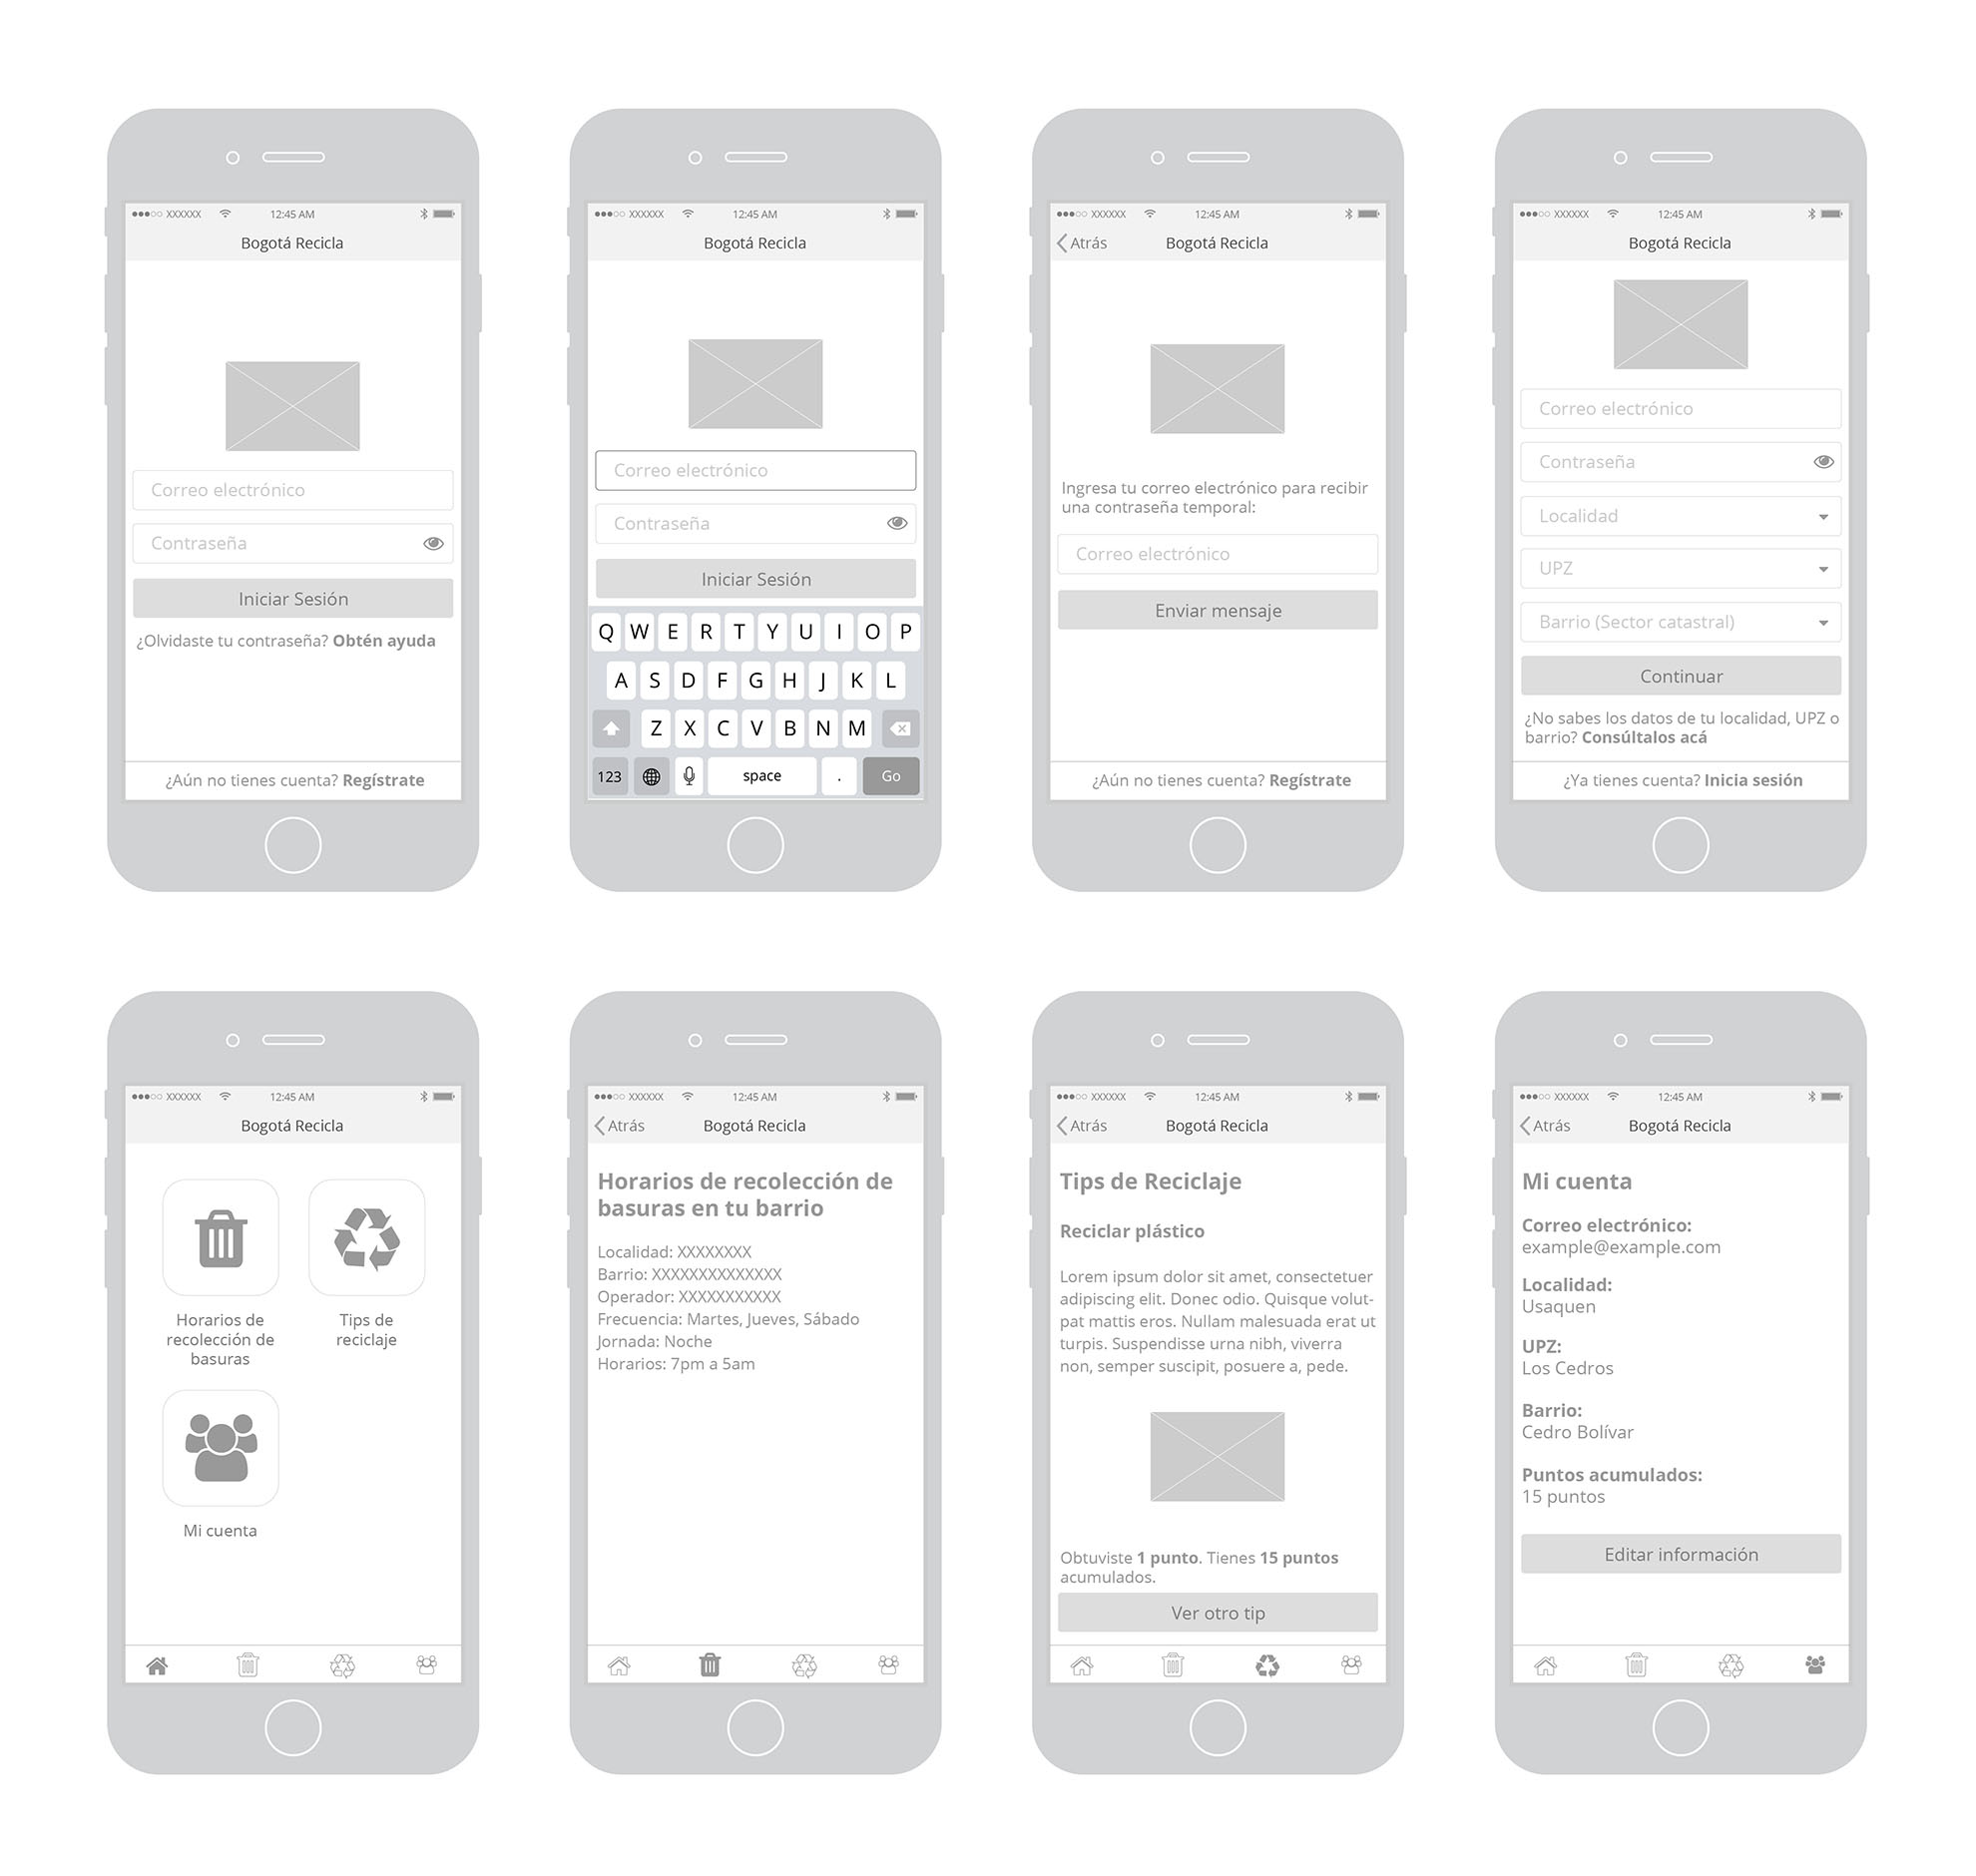 XXXXXX 12:45 AM
Bogotá Recicla
Correo electrónico
Contraseña
Iniciar Sesión
¿Olvidaste tu contraseña? Obtén ayuda
¿Aún no tienes cuenta? Regístrate
XXXXXX 12:45 AM
Bogotá Recicla
Correo electrónico
Contraseña
Iniciar Sesión
Q W E R T Y U I O P
A S D F G H J K L
Z X C V B N M
123 space . Go
XXXXXX 12:45 AM
Atrás Bogotá Recicla
Ingresa tu correo electrónico para recibir
una contraseña temporal:
Correo electrónico
Enviar mensaje
¿Aún no tienes cuenta? Regístrate
XXXXXX 12:45 AM
Bogotá Recicla
Correo electrónico
Contraseña
Localidad
UPZ
Barrio (Sector catastral)
Continuar
¿No sabes los datos de tu localidad, UPZ o
barrio? Consúltalos acá
¿Ya tienes cuenta? Inicia sesión
XXXXXX 12:45 AM
Bogotá Recicla
Horarios de
recolección de
basuras
Tips de
reciclaje
Mi cuenta
XXXXXX 12:45 AM
Atrás Bogotá Recicla
Horarios de recolección de
basuras en tu barrio
Localidad: XXXXXXXX
Barrio: XXXXXXXXXXXXXX
Operador: XXXXXXXXXXX
Frecuencia: Martes, Jueves, Sábado
Jornada: Noche
Horarios: 7pm a 5am
XXXXXX 12:45 AM
Atrás Bogotá Recicla
Tips de Reciclaje
Reciclar plástico
Lorem ipsum dolor sit amet, consectetuer
adipiscing elit. Donec odio. Quisque volut-
pat mattis eros. Nullam malesuada erat ut
turpis. Suspendisse urna nibh, viverra
non, semper suscipit, posuere a, pede.
Obtuviste 1 punto. Tienes 15 puntos
acumulados.
Ver otro tip
XXXXXX 12:45 AM
Atrás Bogotá Recicla
Mi cuenta
Correo electrónico:
example@example.com
Localidad:
Usaquen
UPZ:
Los Cedros
Barrio:
Cedro Bolívar
Puntos acumulados:
15 puntos
Editar información